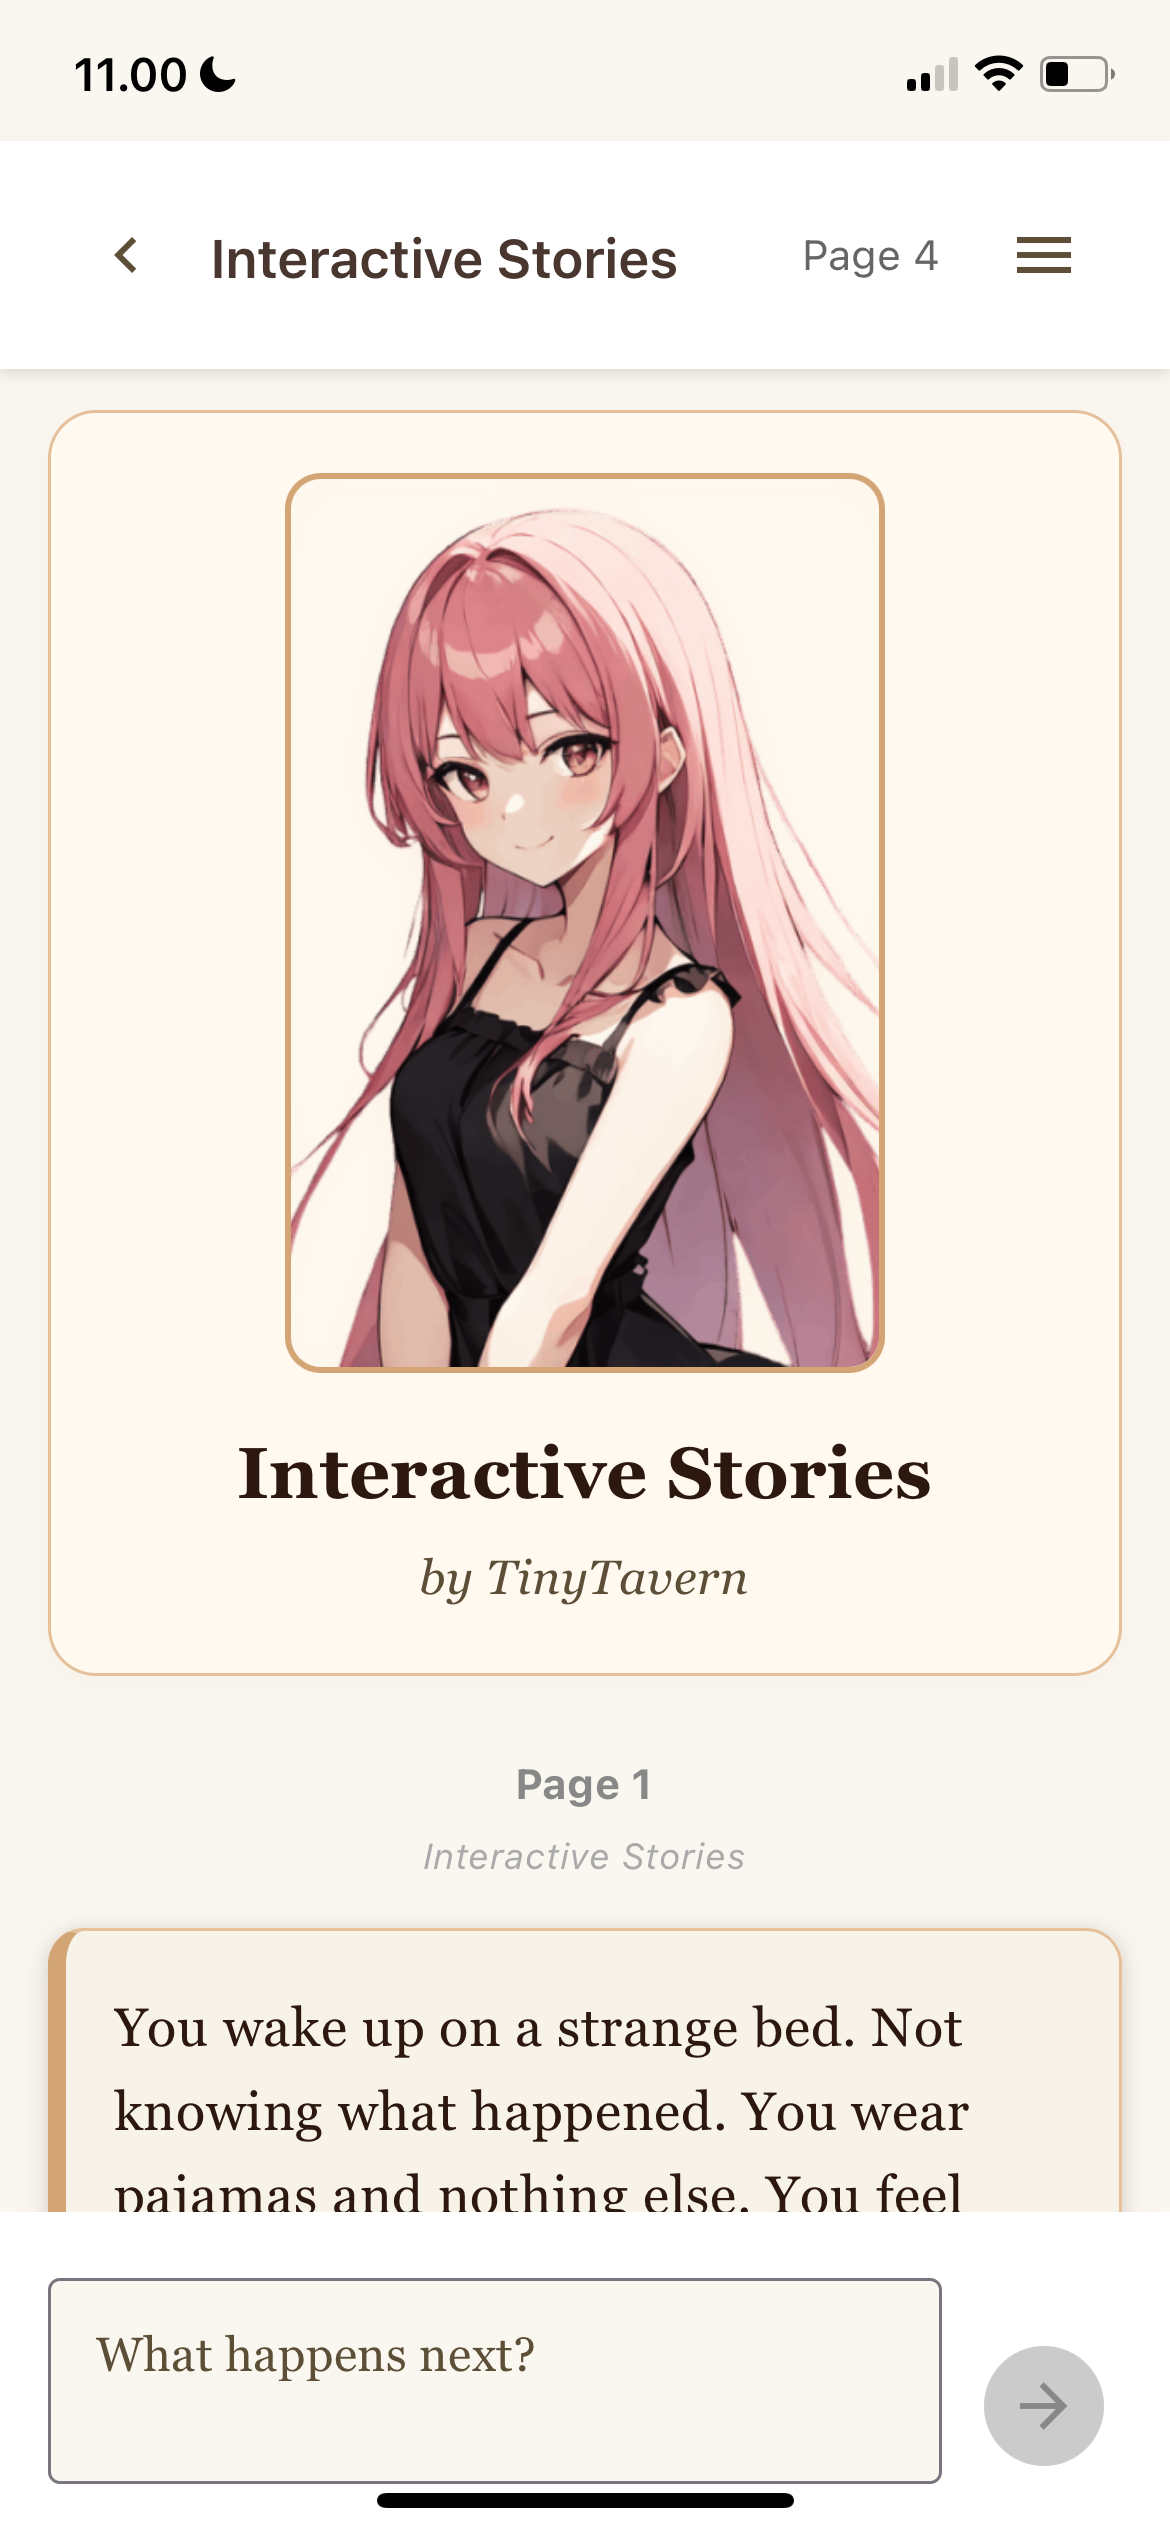 11.00
Interactive Stories
Page 4
Interactive Stories
by TinyTavern
Page 1
Interactive Stories
You wake up on a strange bed. Not
knowing what happened. You wear
pajamas and nothing else. You feel
What happens next?